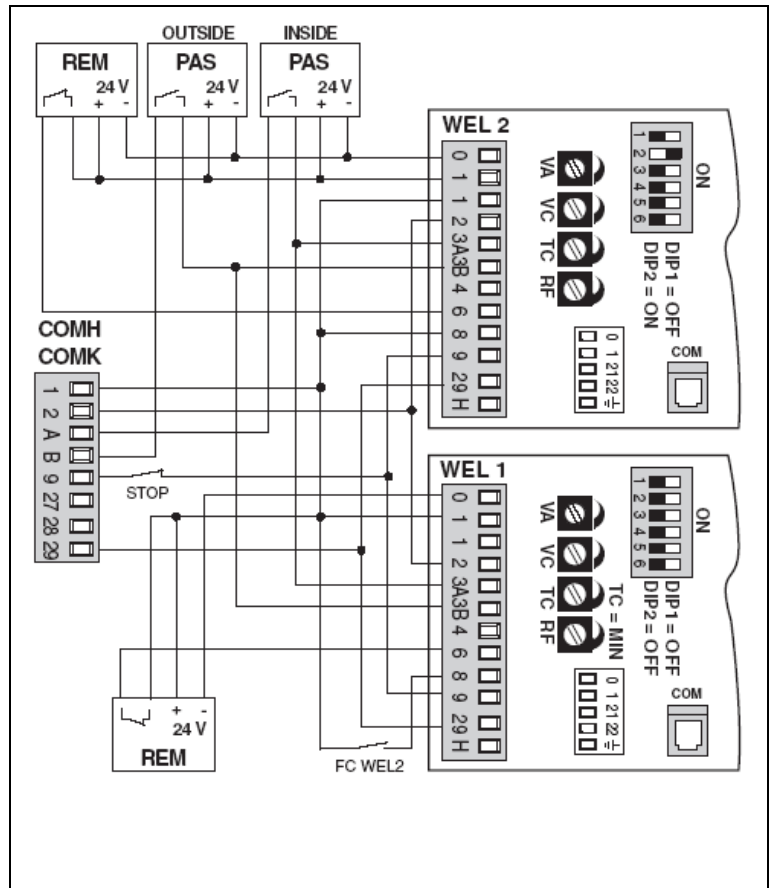 OUTSIDE INSIDE
REM PAS PAS
24 V 24 V 24 V
+ - + - + -
WEL 2
0
1
1
2
3A
3B
4
6
8
9
29
H
VA
VC
TC
RF
1
2
3
4
5
6
ON
DIP1 = OFF
DIP2 = ON
0 1 21 22
COM
COMH
COMK
1
2
A
B
9
27
28
29
STOP
WEL 1
0
1
1
2
3A
3B
4
6
8
9
29
H
VA
VC
TC
RF
TC = MIN
1
2
3
4
5
6
ON
DIP1 = OFF
DIP2 = OFF
0 1 21 22
COM
+ -
24 V
REM
FC WEL2